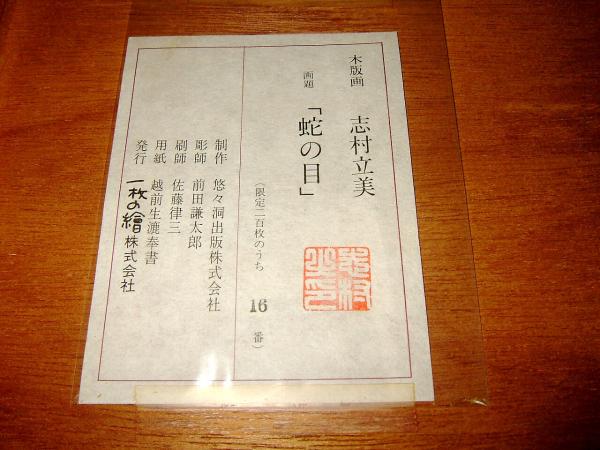 木版画　志村立美
画題　「蛇の目」
（限定二百枚のうち　16　番）
制作　悠々洞出版株式会社
彫師　前田謙太郎
刷師　佐藤律三
用紙　越前生漉奉書
発行　一枚の繪株式会社